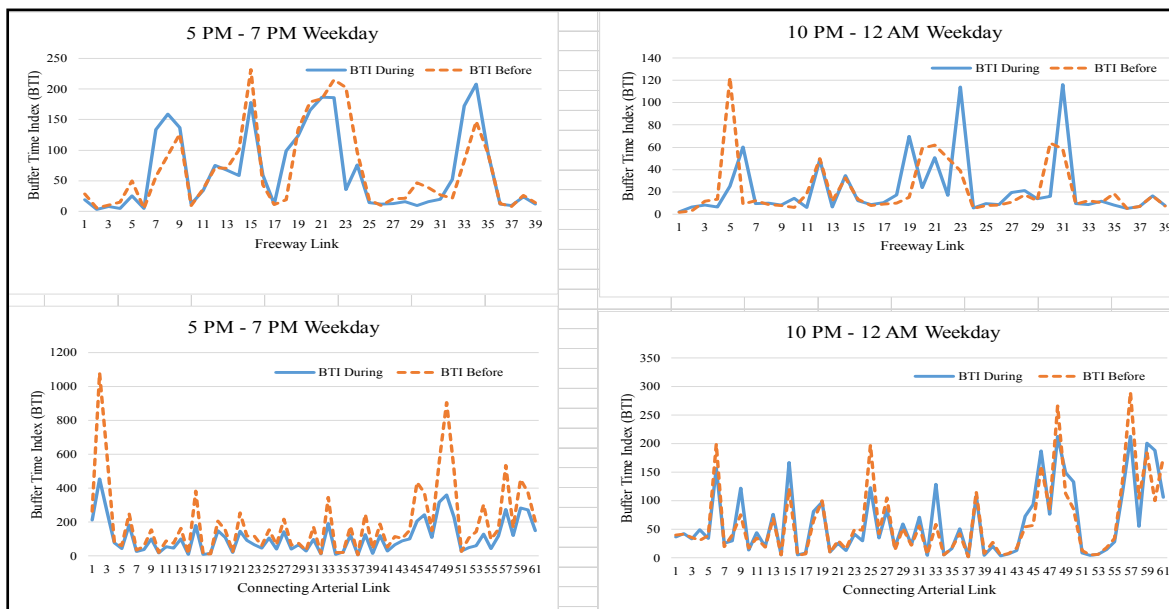 5 PM - 7 PM Weekday
BTI During BTI Before
Buffer Time Index (BTI)
250
200
150
100
50
0
1 3 5 7 9 11 13 15 17 19 21 23 25 27 29 31 33 35 37 39
Freeway Link
10 PM - 12 AM Weekday
BTI During BTI Before
Buffer Time Index (BTI)
140
120
100
80
60
40
20
0
1 3 5 7 9 11 13 15 17 19 21 23 25 27 29 31 33 35 37 39
Freeway Link
5 PM - 7 PM Weekday
BTI During BTI Before
Buffer Time Index (BTI)
1200
1000
800
600
400
200
0
1 3 5 7 9 11 13 15 17 19 21 23 25 27 29 31 33 35 37 39 41 43 45 47 49 51 53 55 57 59 61
Connecting Arterial Link
10 PM - 12 AM Weekday
BTI During BTI Before
Buffer Time Index (BTI)
350
300
250
200
150
100
50
0
1 3 5 7 9 11 13 15 17 19 21 23 25 27 29 31 33 35 37 39 41 43 45 47 49 51 53 55 57 59 61
Connecting Arterial Link